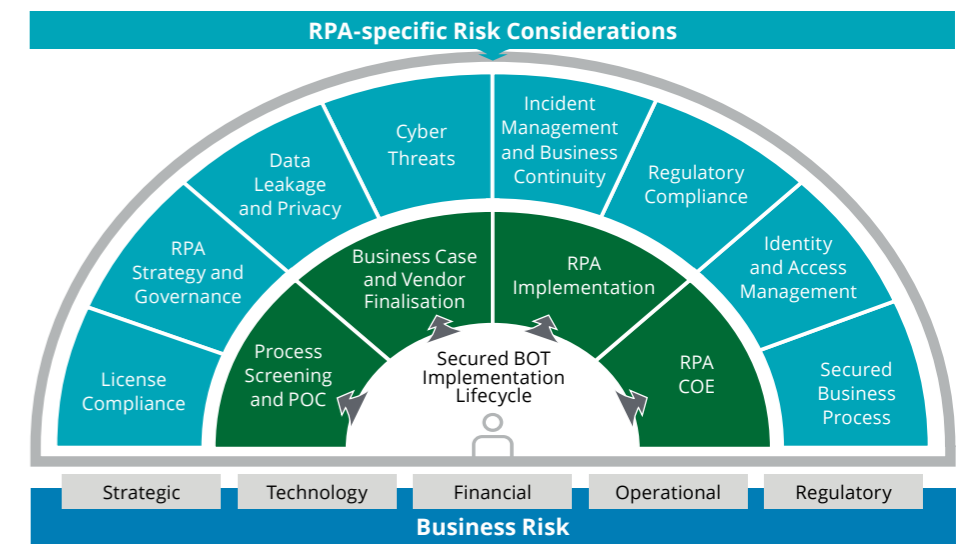 RPA-specific Risk Considerations
License
Compliance
RPA
Strategy and
Governance
Data
Leakage
and Privacy
Cyber
Threats
Incident
Management
and Business
Continuity
Regulatory
Compliance
Identity
and Access
Management
Secured
Business
Process
Process
Screening
and POC
Business Case
and Vendor
Finalisation
RPA
Implementation
RPA
COE
Secured BOT
Implementation
Lifecycle
Strategic
Technology
Financial
Operational
Regulatory
Business Risk